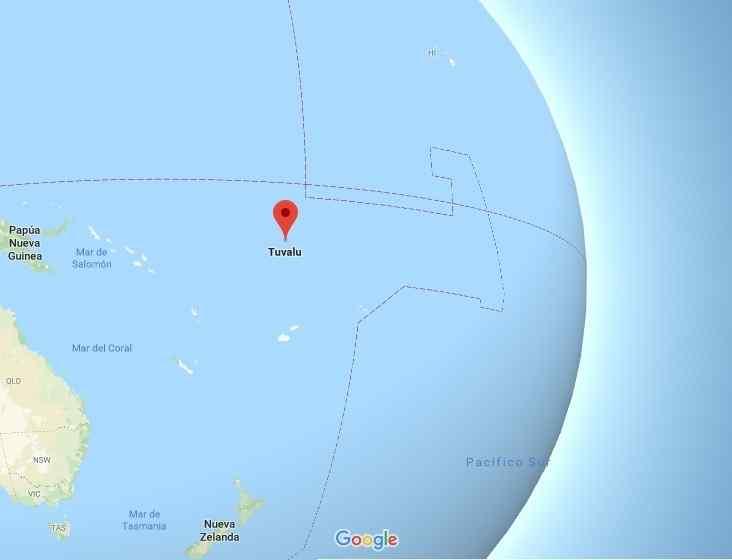 HI
Papúa
Nueva
Guinea
Mar de
Salomón
Tuvalu
Mar del Coral
QLD
NSW
VIC
TAS
Mar de
Tasmania
Nueva
Zelanda
Pacífico Sur
Google